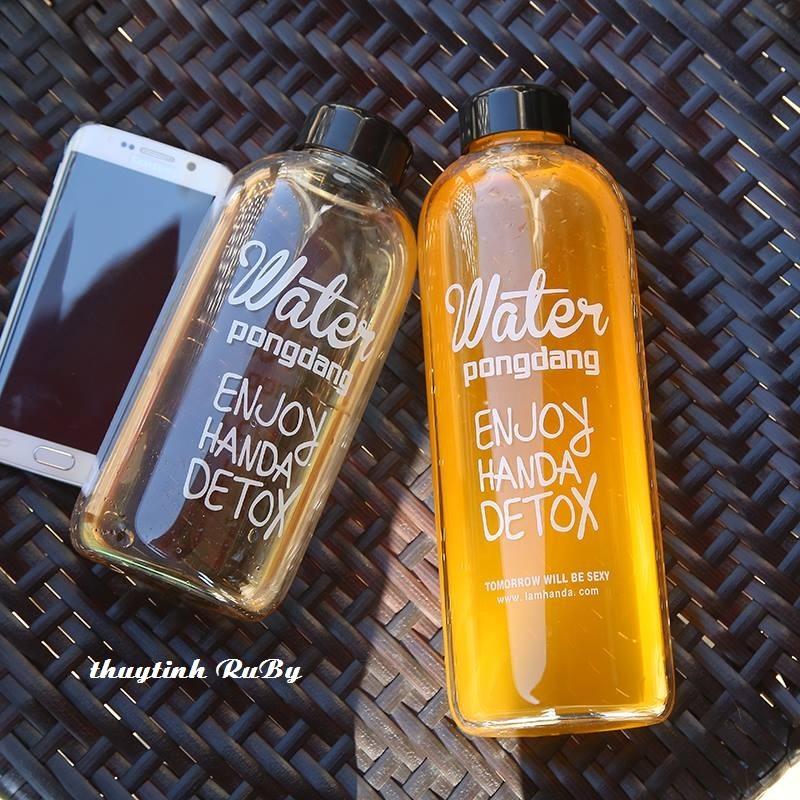 Water
pongdang
ENJOY
HANDA
DETOX
Water
pongdang
ENJOY
HANDA
DETOX
TOMORROW WILL BE SEXY
www.iamhanda.com
thuytinh RuBy